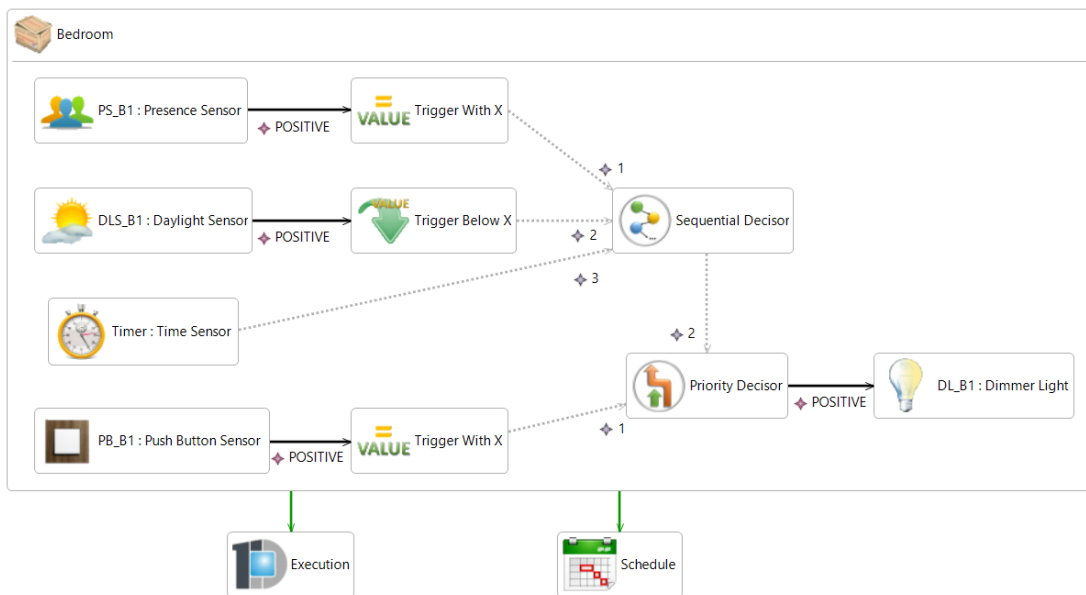 Bedroom
PS_B1 : Presence Sensor
POSITIVE
VALUE
Trigger With X
1
DLS_B1 : Daylight Sensor
POSITIVE
VALUE
Trigger Below X
2
Sequential Decisor
3
Timer : Time Sensor
2
Priority Decisor
POSITIVE
DL_B1 : Dimmer Light
PB_B1 : Push Button Sensor
POSITIVE
VALUE
Trigger With X
1
1D
Execution
Schedule